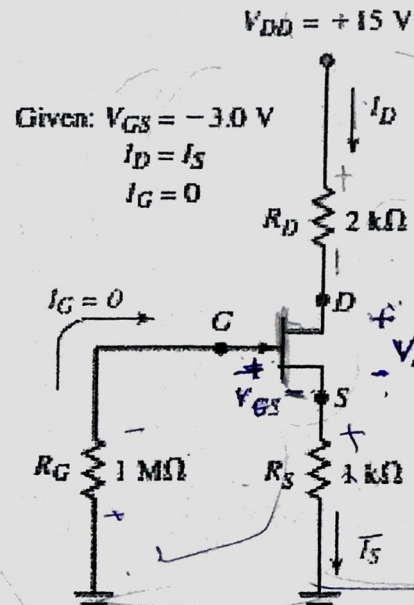 V_DD = +15 V
Given: V_GS = −3.0 V
I_D = I_S
I_G = 0
I_D
+
R_D 2 kΩ
−
I_G = 0
G
D
+
+
V_GS −
−
S
R_G 1 MΩ
−
+
R_S 1 kΩ
+
I_S